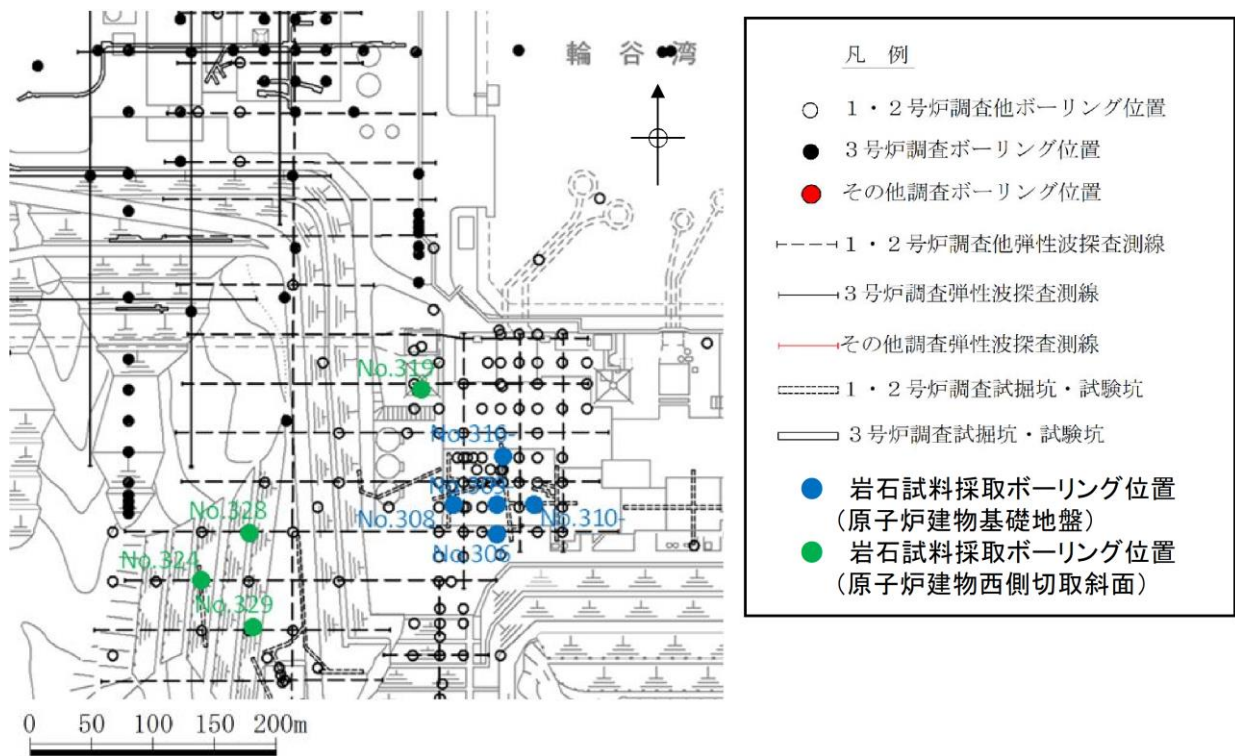 輪谷湾
No.319
No.316-
No.309-
No.308
No.310-
No.306
No.328
No.324
No.329
0 50 100 150 200m
凡 例
1・2号炉調査他ボーリング位置
3号炉調査ボーリング位置
その他調査ボーリング位置
1・2号炉調査他弾性波探査測線
3号炉調査弾性波探査測線
その他調査弾性波探査測線
1・2号炉調査試掘坑・試験坑
3号炉調査試掘坑・試験坑
岩石試料採取ボーリング位置
(原子炉建物基礎地盤)
岩石試料採取ボーリング位置
(原子炉建物西側切取斜面)